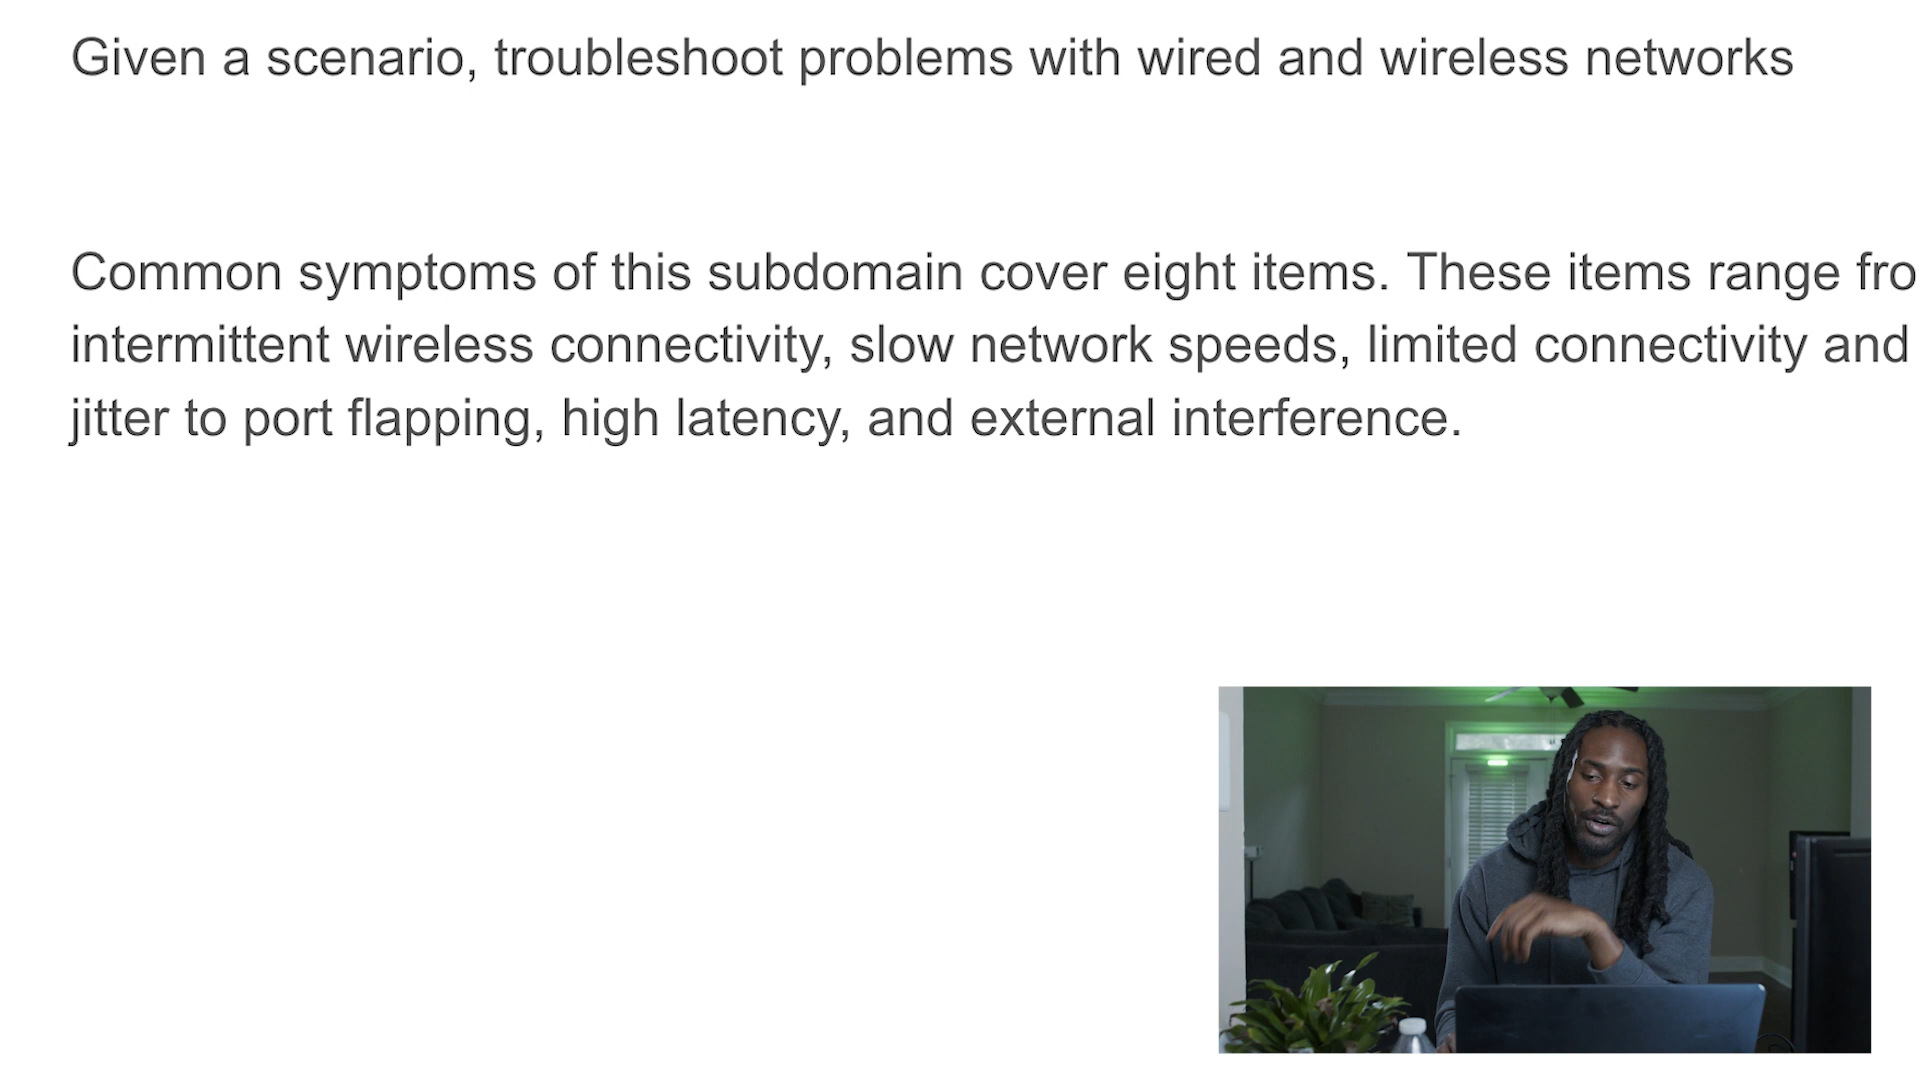 Given a scenario, troubleshoot problems with wired and wireless networks
Common symptoms of this subdomain cover eight items. These items range fro
intermittent wireless connectivity, slow network speeds, limited connectivity and
jitter to port flapping, high latency, and external interference.